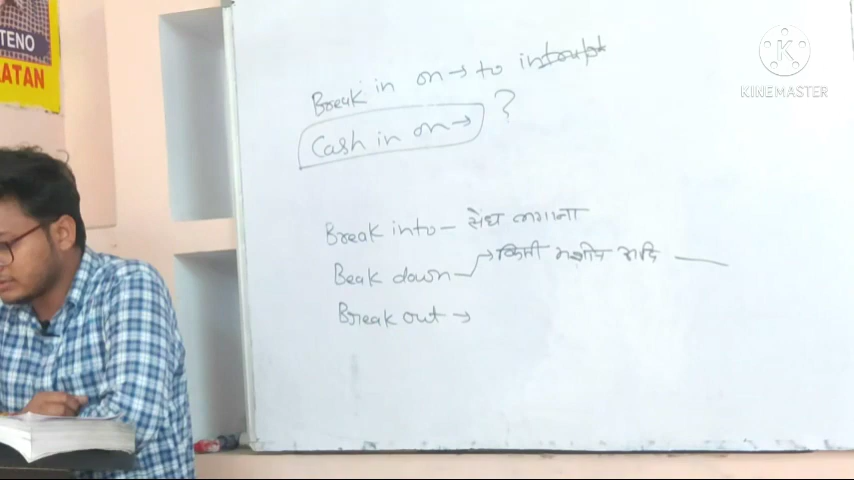 TENO
LATAN
KINEMASTER
Break in on → to interrupt
Cash in on → ?
Break into – सेंध लगाना
Beak down → किसी मशीन आदि —
Break out →